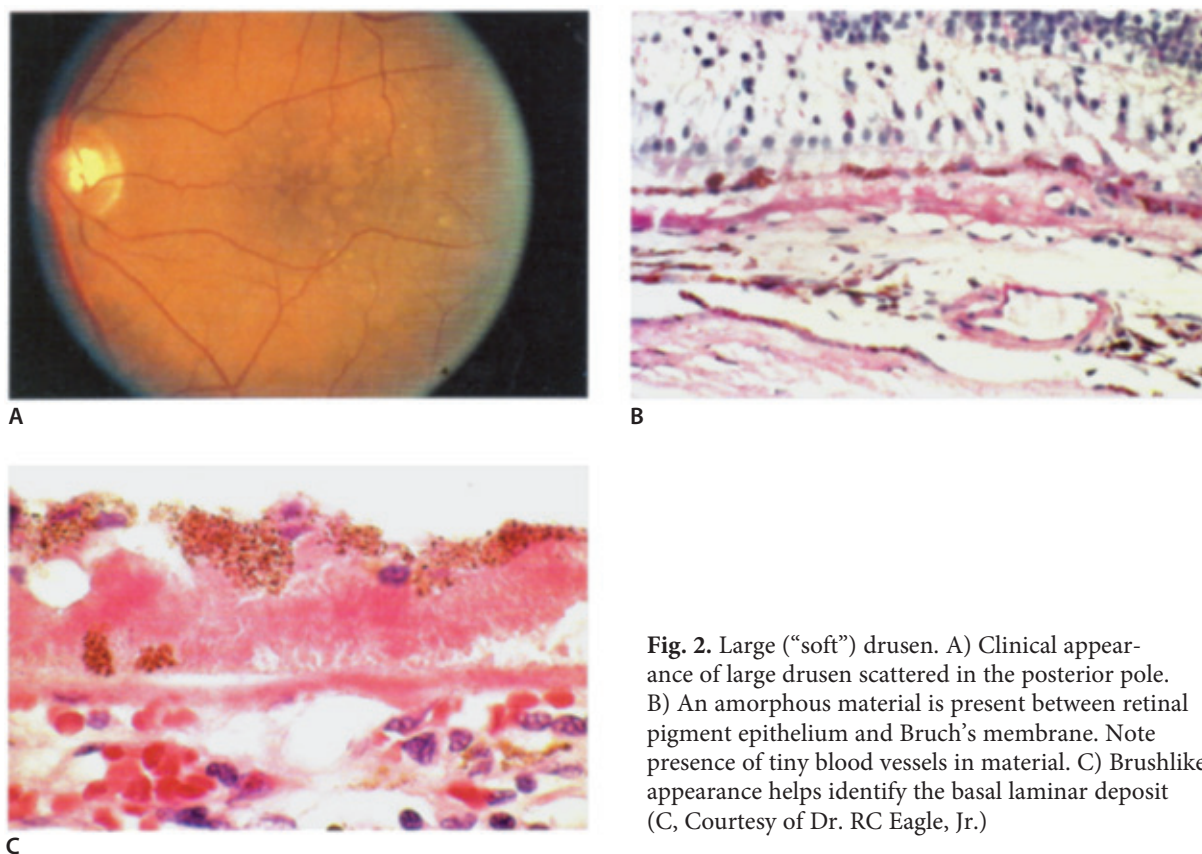 A
B
C
Fig. 2. Large (“soft”) drusen. A) Clinical appear-
ance of large drusen scattered in the posterior pole.
B) An amorphous material is present between retinal
pigment epithelium and Bruch’s membrane. Note
presence of tiny blood vessels in material. C) Brushlike
appearance helps identify the basal laminar deposit
(C, Courtesy of Dr. RC Eagle, Jr.)